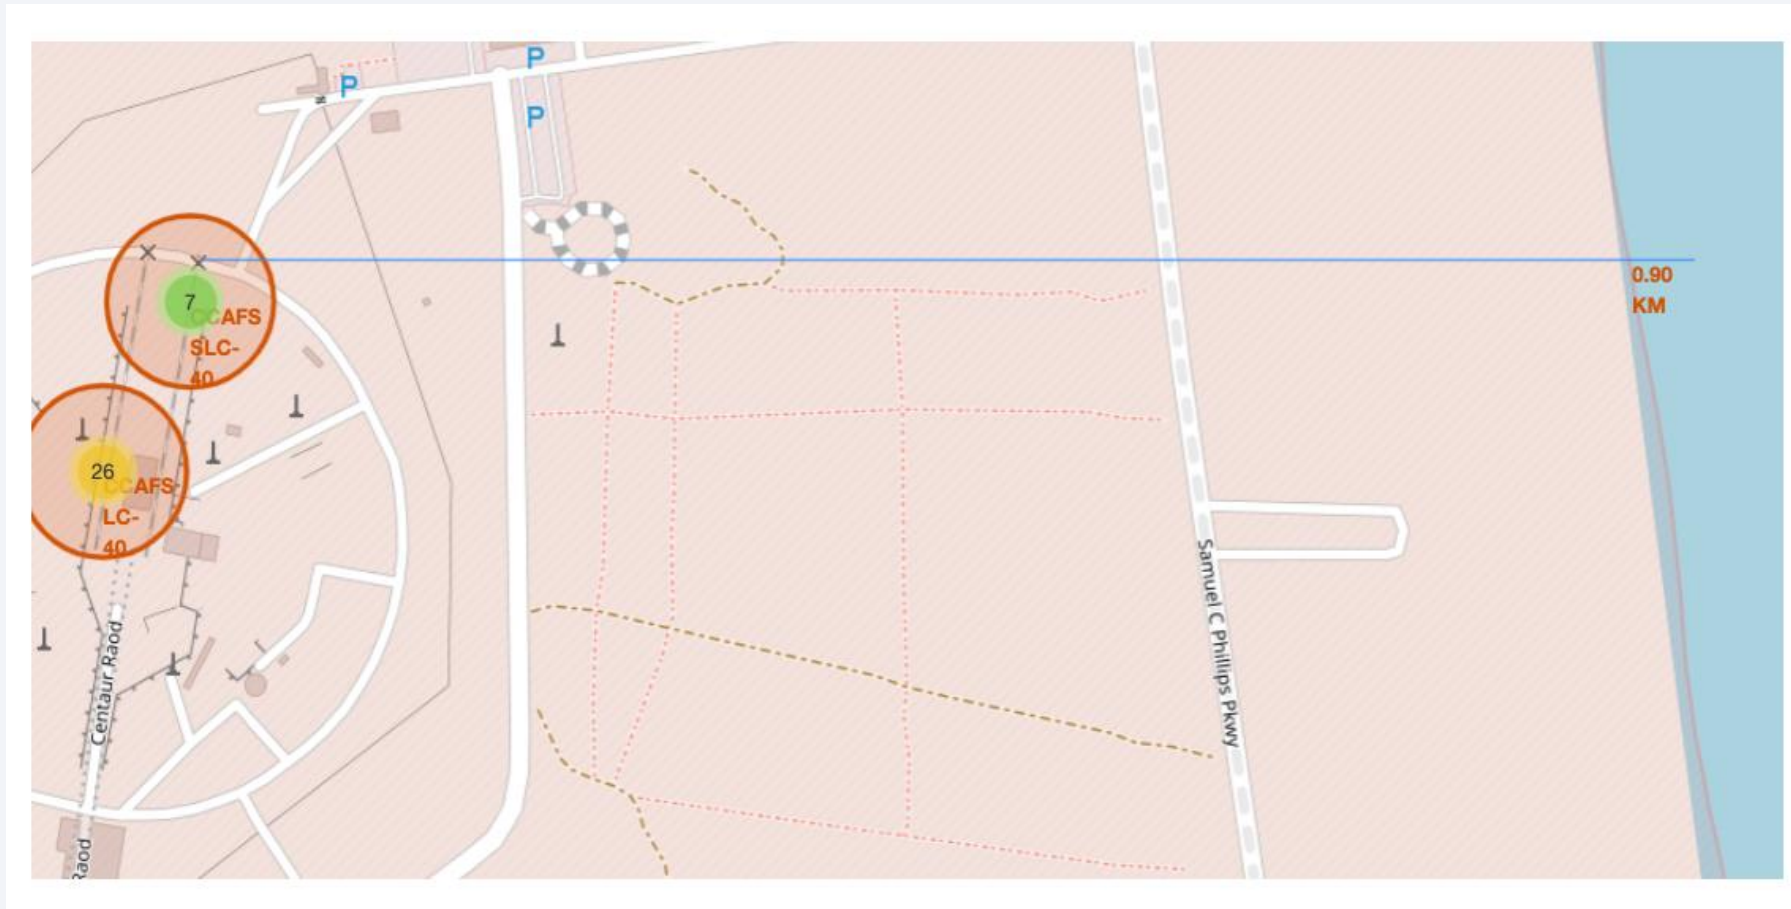 P
P
P
7
CCAFS
SLC-
40
0.90
KM
26
CCAFS
LC-
40
Samuel C Phillips Pkwy
Centaur Raod
Raod